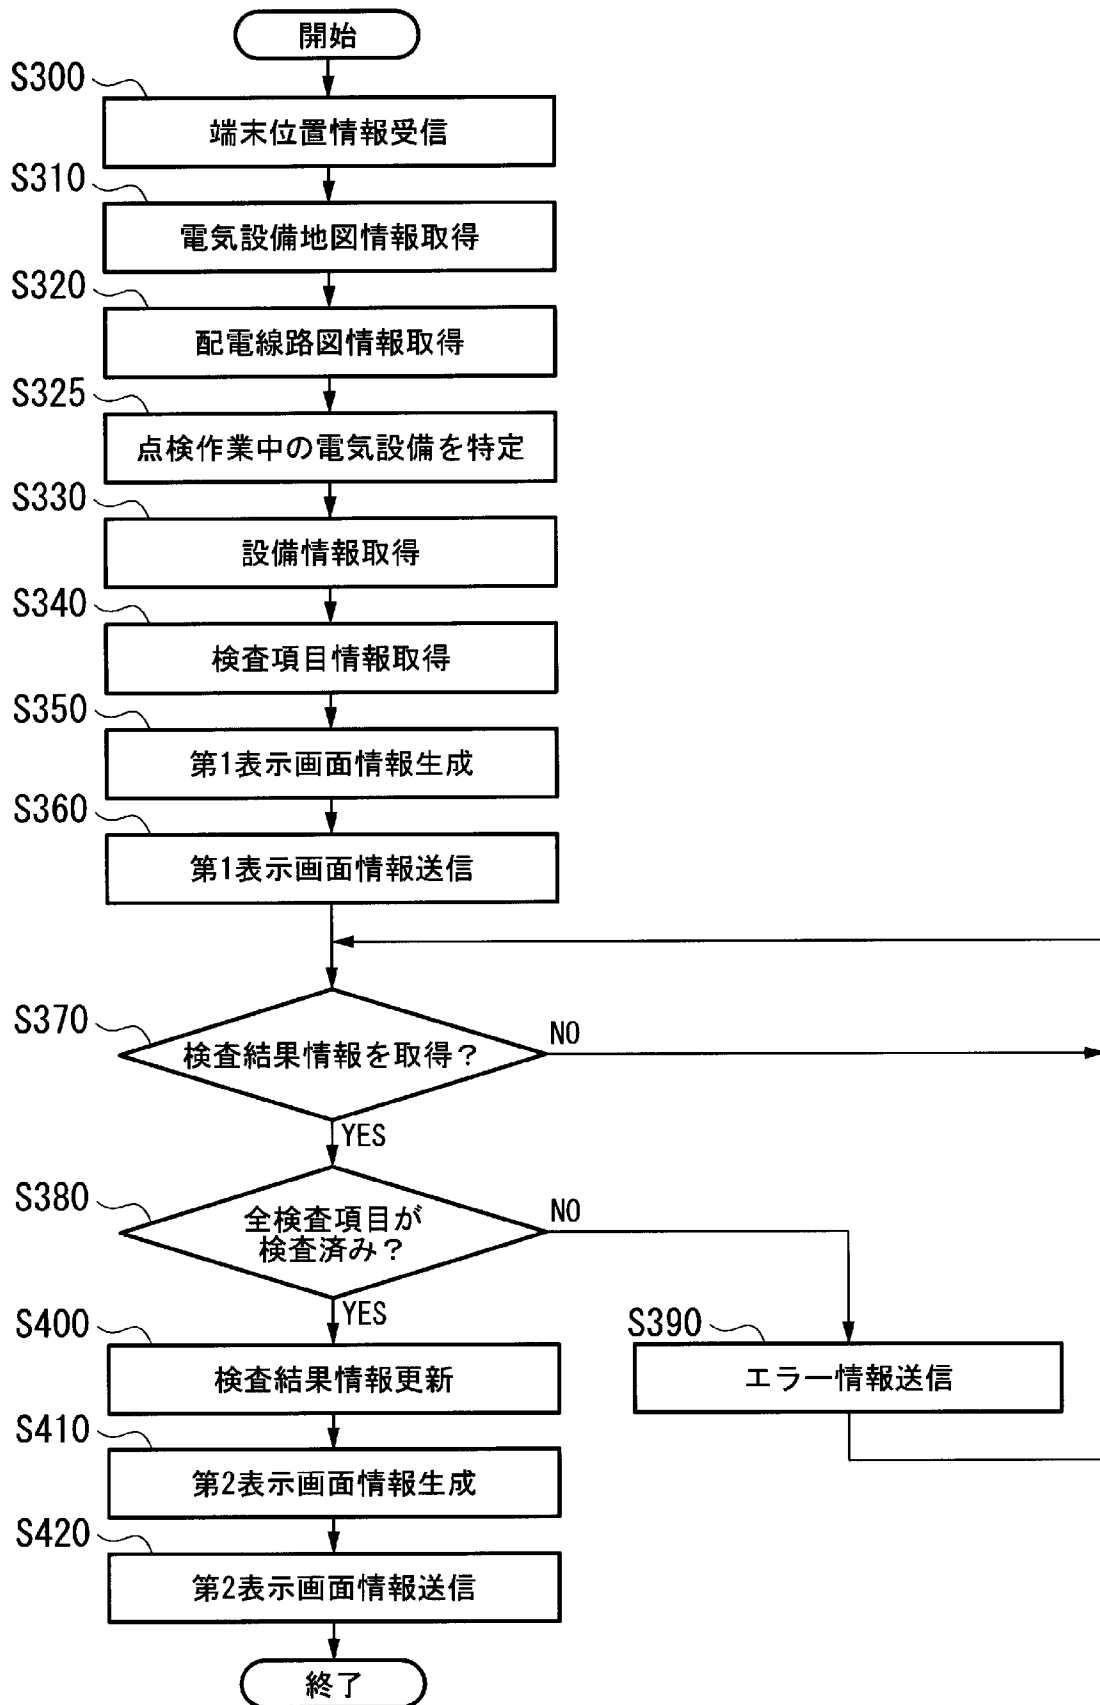 開始
S300
端末位置情報受信
S310
電気設備地図情報取得
S320
配電線路図情報取得
S325
点検作業中の電気設備を特定
S330
設備情報取得
S340
検査項目情報取得
S350
第1表示画面情報生成
S360
第1表示画面情報送信
S370
検査結果情報を取得？
NO
YES
S380
全検査項目が
検査済み？
NO
YES
S390
エラー情報送信
S400
検査結果情報更新
S410
第2表示画面情報生成
S420
第2表示画面情報送信
終了